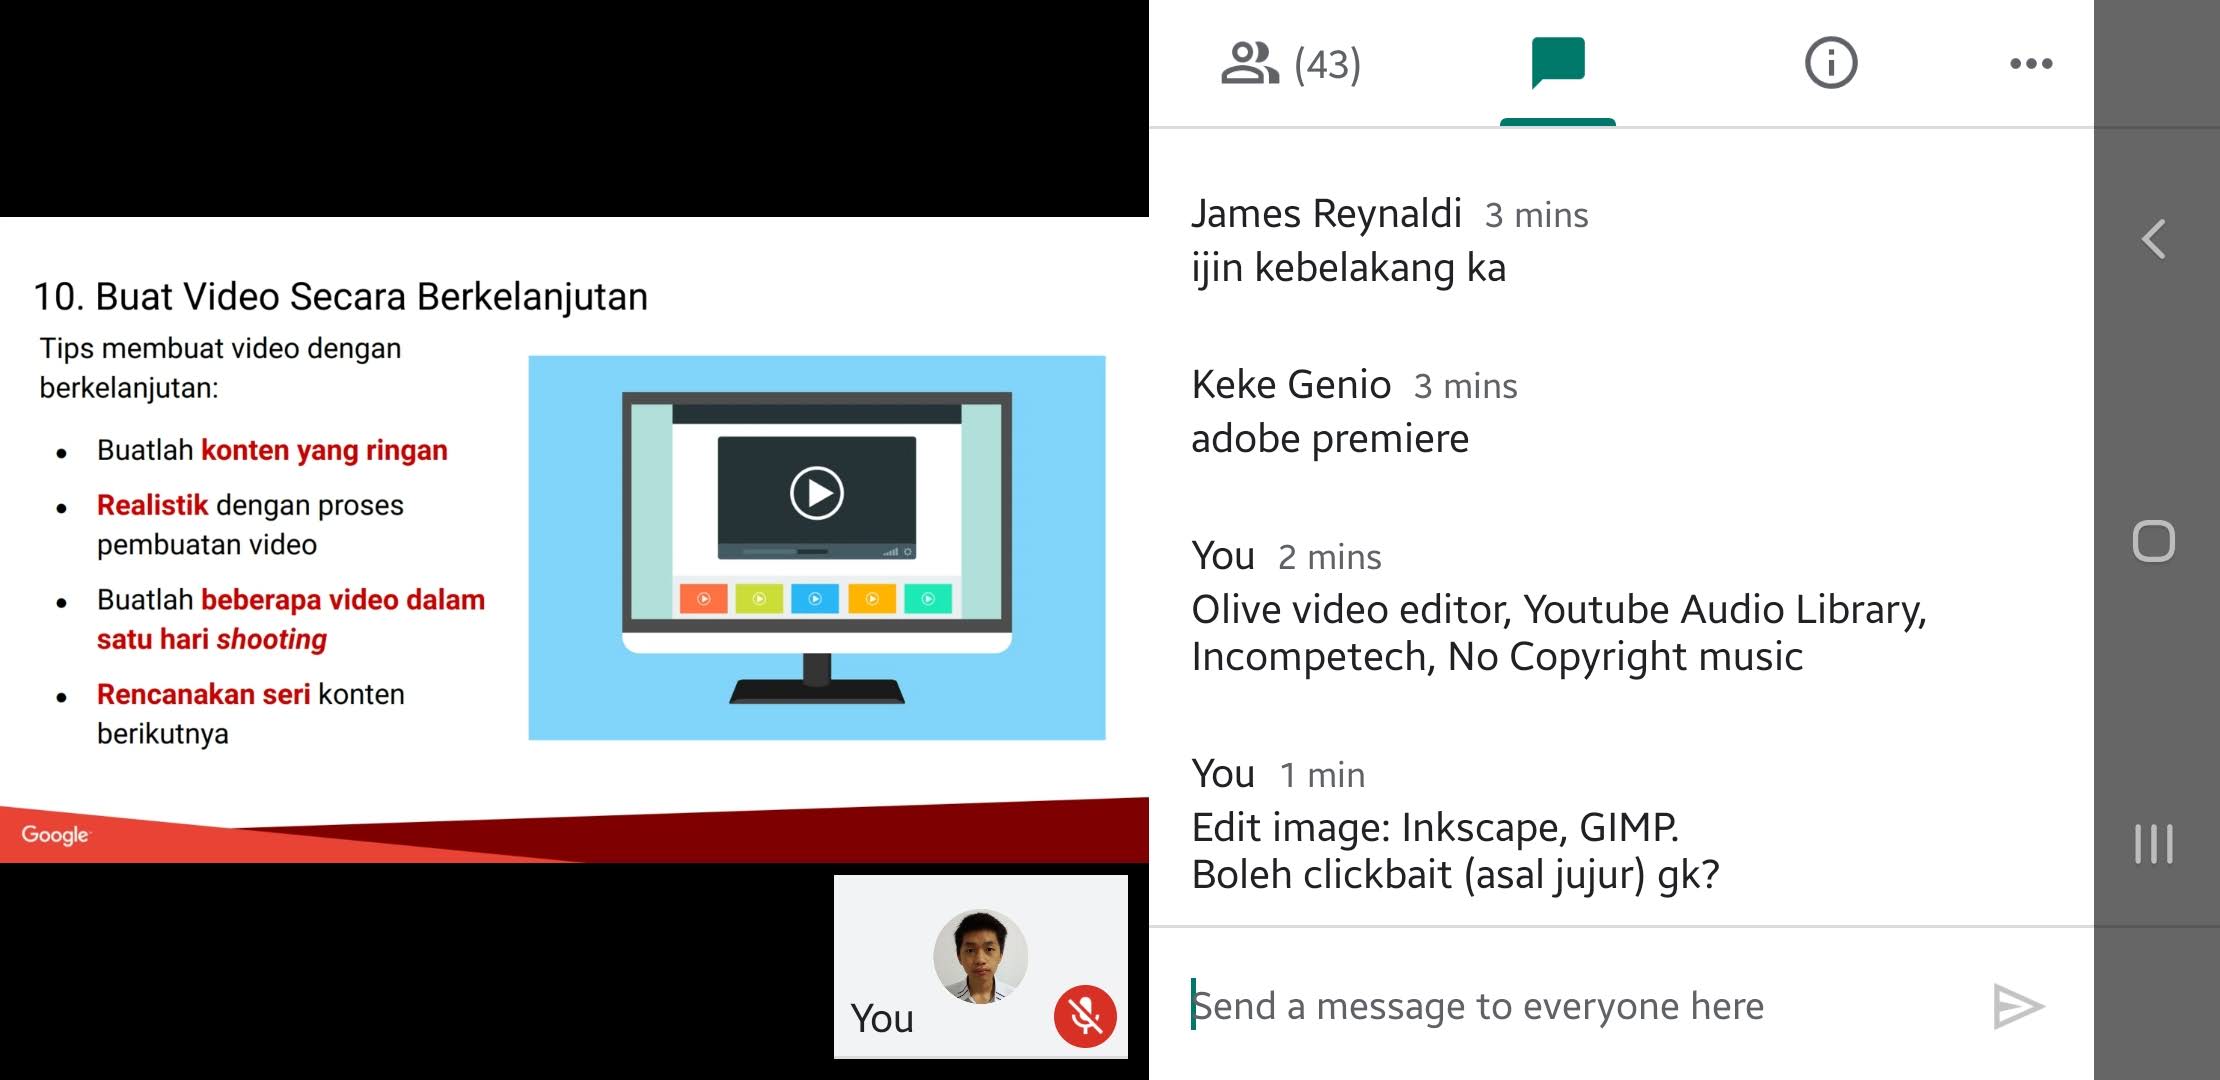 10. Buat Video Secara Berkelanjutan
Tips membuat video dengan
berkelanjutan:
• Buatlah konten yang ringan
• Realistik dengan proses
pembuatan video
• Buatlah beberapa video dalam
satu hari shooting
• Rencanakan seri konten
berikutnya
Google
You
(43)
James Reynaldi 3 mins
ijin kebelakang ka
Keke Genio 3 mins
adobe premiere
You 2 mins
Olive video editor, Youtube Audio Library,
Incompetech, No Copyright music
You 1 min
Edit image: Inkscape, GIMP.
Boleh clickbait (asal jujur) gk?
Send a message to everyone here